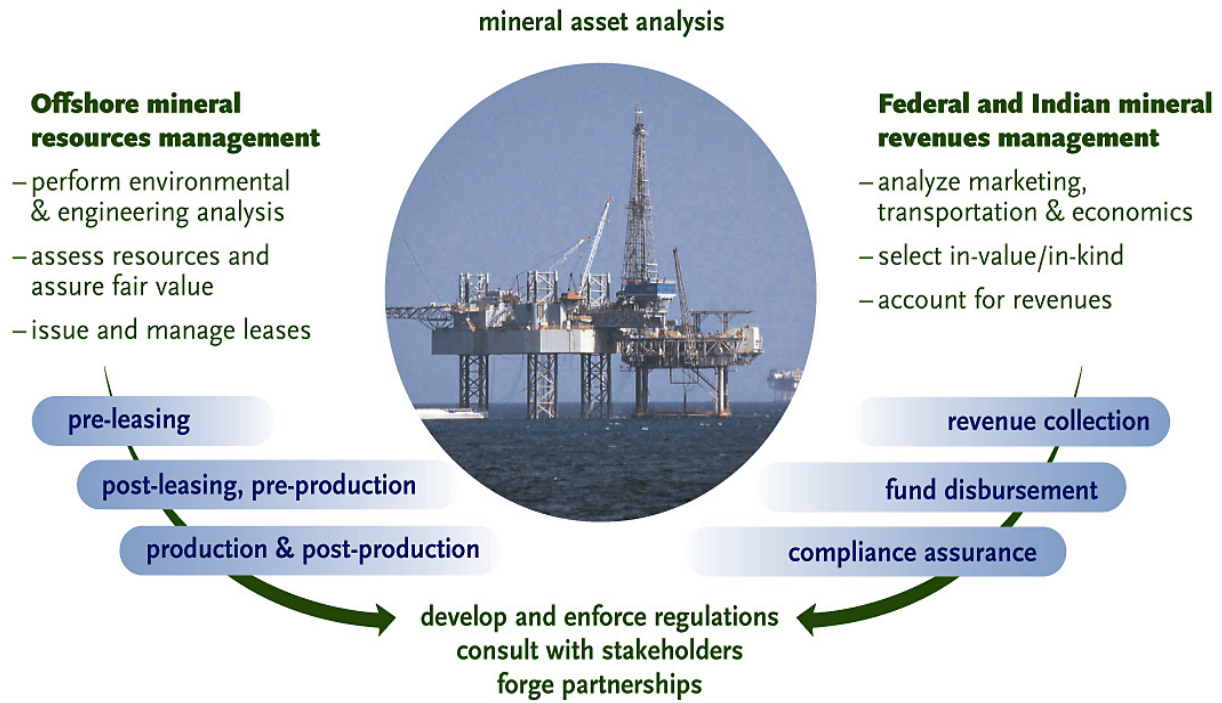 mineral asset analysis
Offshore mineral
resources management
– perform environmental
& engineering analysis
– assess resources and
assure fair value
– issue and manage leases
pre-leasing
post-leasing, pre-production
production & post-production
Federal and Indian mineral
revenues management
– analyze marketing,
transportation & economics
– select in-value/in-kind
– account for revenues
revenue collection
fund disbursement
compliance assurance
develop and enforce regulations
consult with stakeholders
forge partnerships